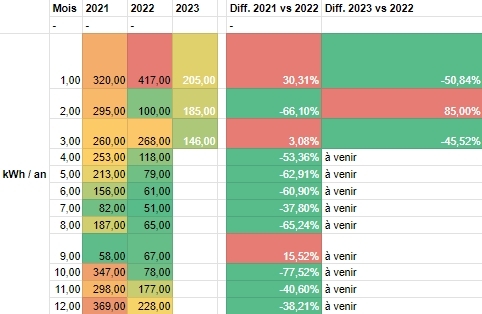 Mois 2021 2022 2023 Diff. 2021 vs 2022 Diff. 2023 vs 2022
- - - -
1,00 320,00 417,00 205,00 30,31% -50,84%
2,00 295,00 100,00 185,00 -66,10% 85,00%
3,00 260,00 268,00 146,00 3,08% -45,52%
4,00 253,00 118,00 -53,36% à venir
kWh / an 5,00 213,00 79,00 -62,91% à venir
6,00 156,00 61,00 -60,90% à venir
7,00 82,00 51,00 -37,80% à venir
8,00 187,00 65,00 -65,24% à venir
9,00 58,00 67,00 15,52% à venir
10,00 347,00 78,00 -77,52% à venir
11,00 298,00 177,00 -40,60% à venir
12,00 369,00 228,00 -38,21% à venir